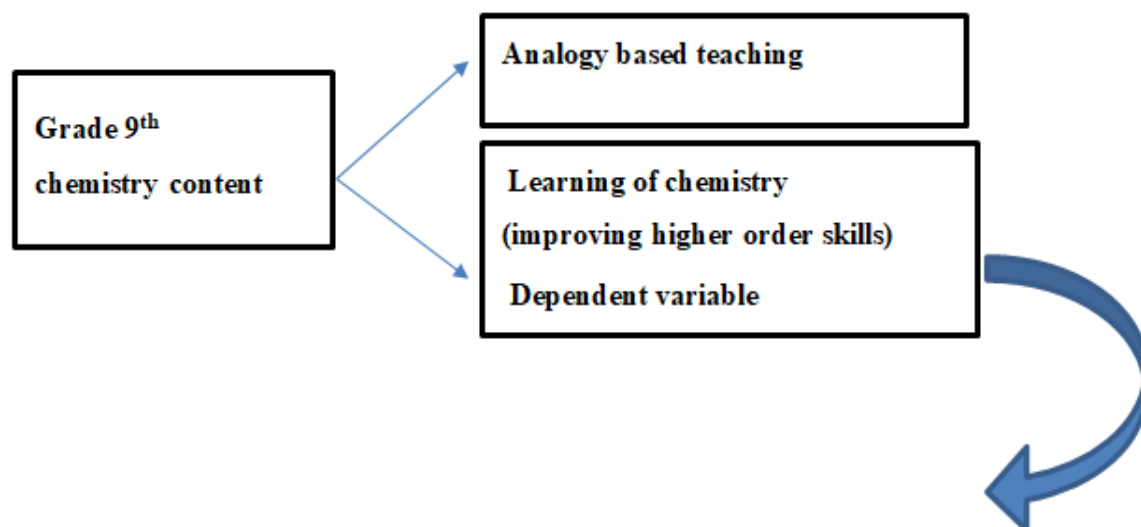 Grade 9th
chemistry content
Analogy based teaching
Learning of chemistry
(improving higher order skills)
Dependent variable